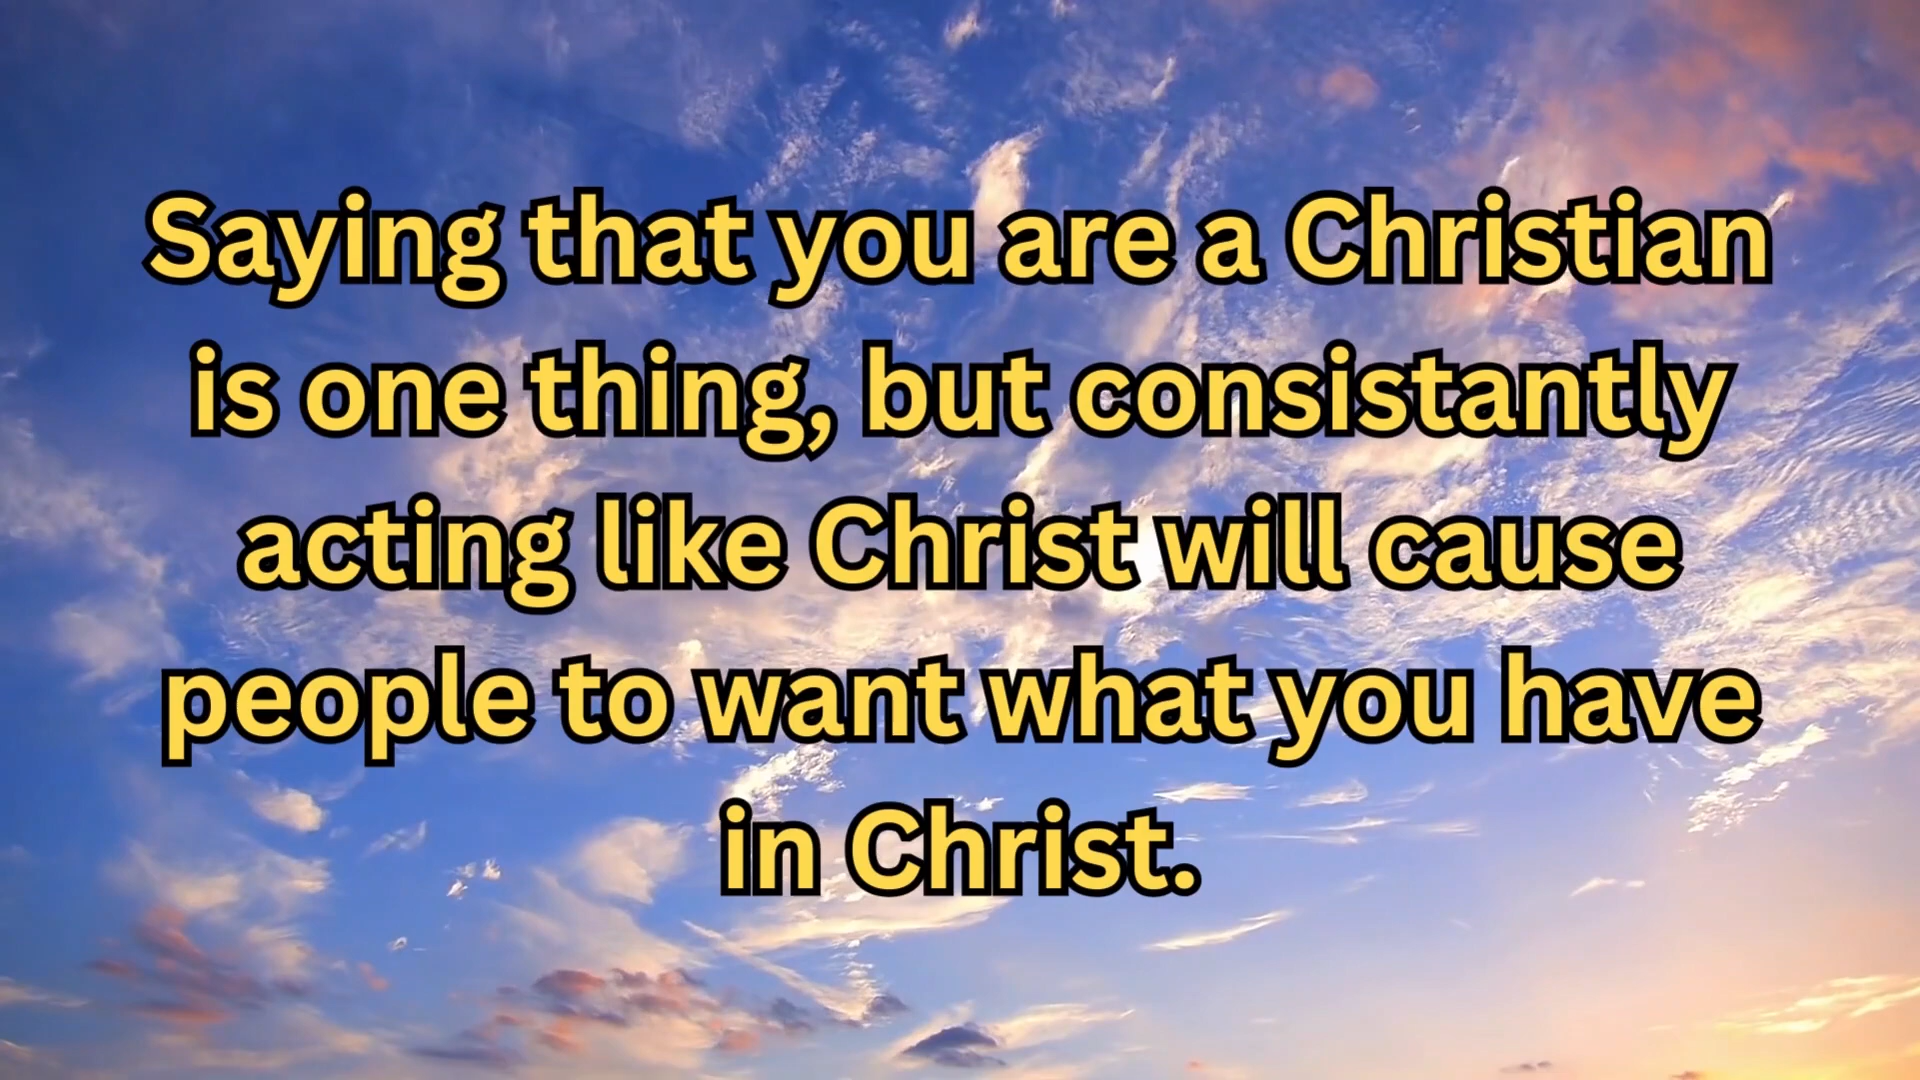 Saying that you are a Christian
is one thing, but consistantly
acting like Christ will cause
people to want what you have
in Christ.